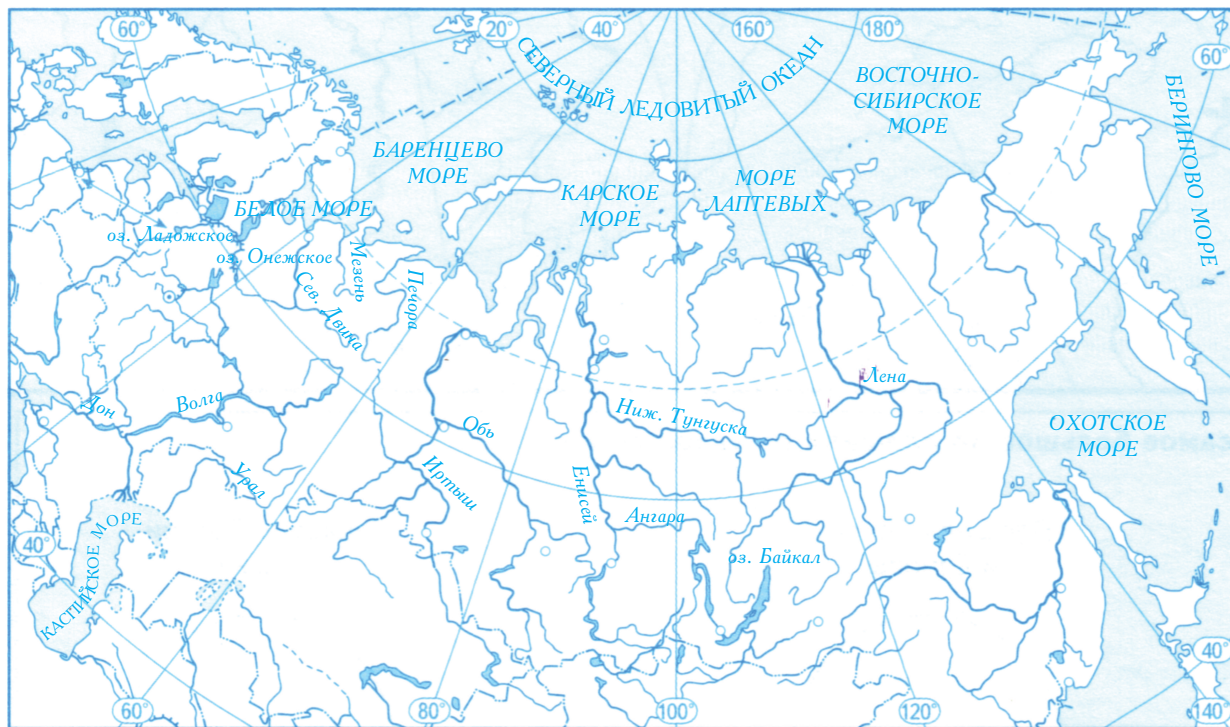 60°
20°
40°
160°
180°
60°
СЕВЕРНЫЙ ЛЕДОВИТЫЙ ОКЕАН
ВОСТОЧНО-
СИБИРСКОЕ
МОРЕ
БЕРИНГОВО МОРЕ
БАРЕНЦЕВО
МОРЕ
КАРСКОЕ
МОРЕ
МОРЕ
ЛАПТЕВЫХ
БЕЛОЕ МОРЕ
оз. Ладожское
оз. Онежское
Мезень
Печора
Сев. Двина
Лена
Дон
Волга
Ниж. Тунгуска
Обь
ОХОТСКОЕ
МОРЕ
Урал
Иртыш
Енисей
Ангара
оз. Байкал
КАСПИЙСКОЕ МОРЕ
40°
60°
80°
100°
120°
140°
40°